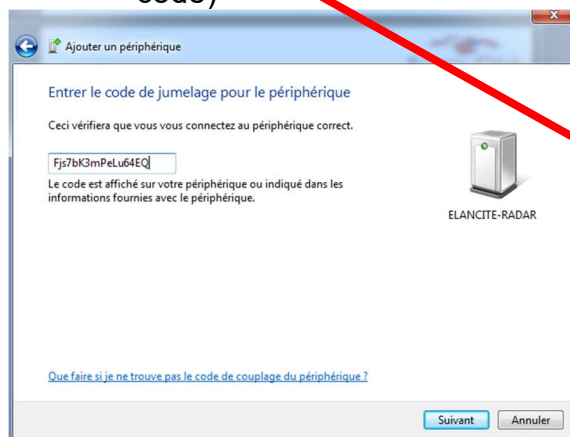 code)
Ajouter un périphérique
Entrer le code de jumelage pour le périphérique
Ceci vérifiera que vous vous connectez au périphérique correct.
Fjs7bK3mPeLu64EQ
Le code est affiché sur votre périphérique ou indiqué dans les
informations fournies avec le périphérique.
ELANCITE-RADAR
Que faire si je ne trouve pas le code de couplage du périphérique ?
Suivant
Annuler